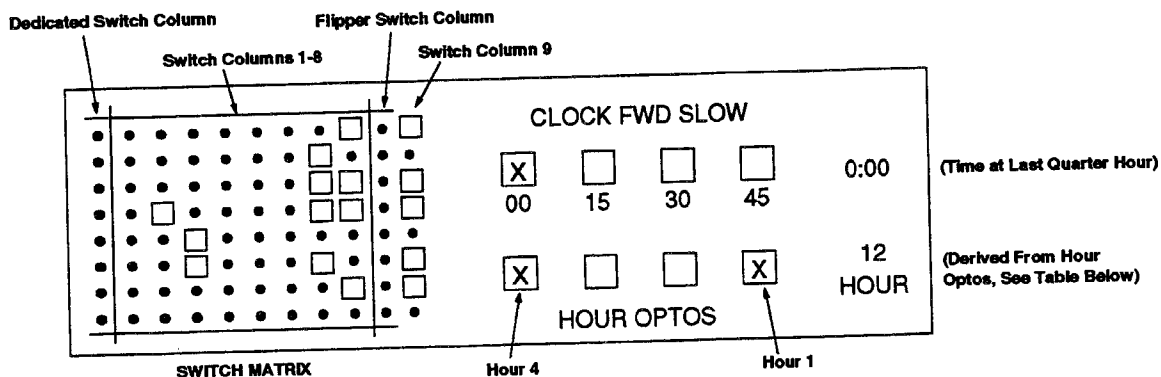 Dedicated Switch Column
Flipper Switch Column
Switch Columns 1-8
Switch Column 9
CLOCK FWD SLOW
X
00 15 30 45
0:00
(Time at Last Quarter Hour)
X X
12
HOUR
(Derived From Hour
Optos, See Table Below)
HOUR OPTOS
SWITCH MATRIX
Hour 4
Hour 1